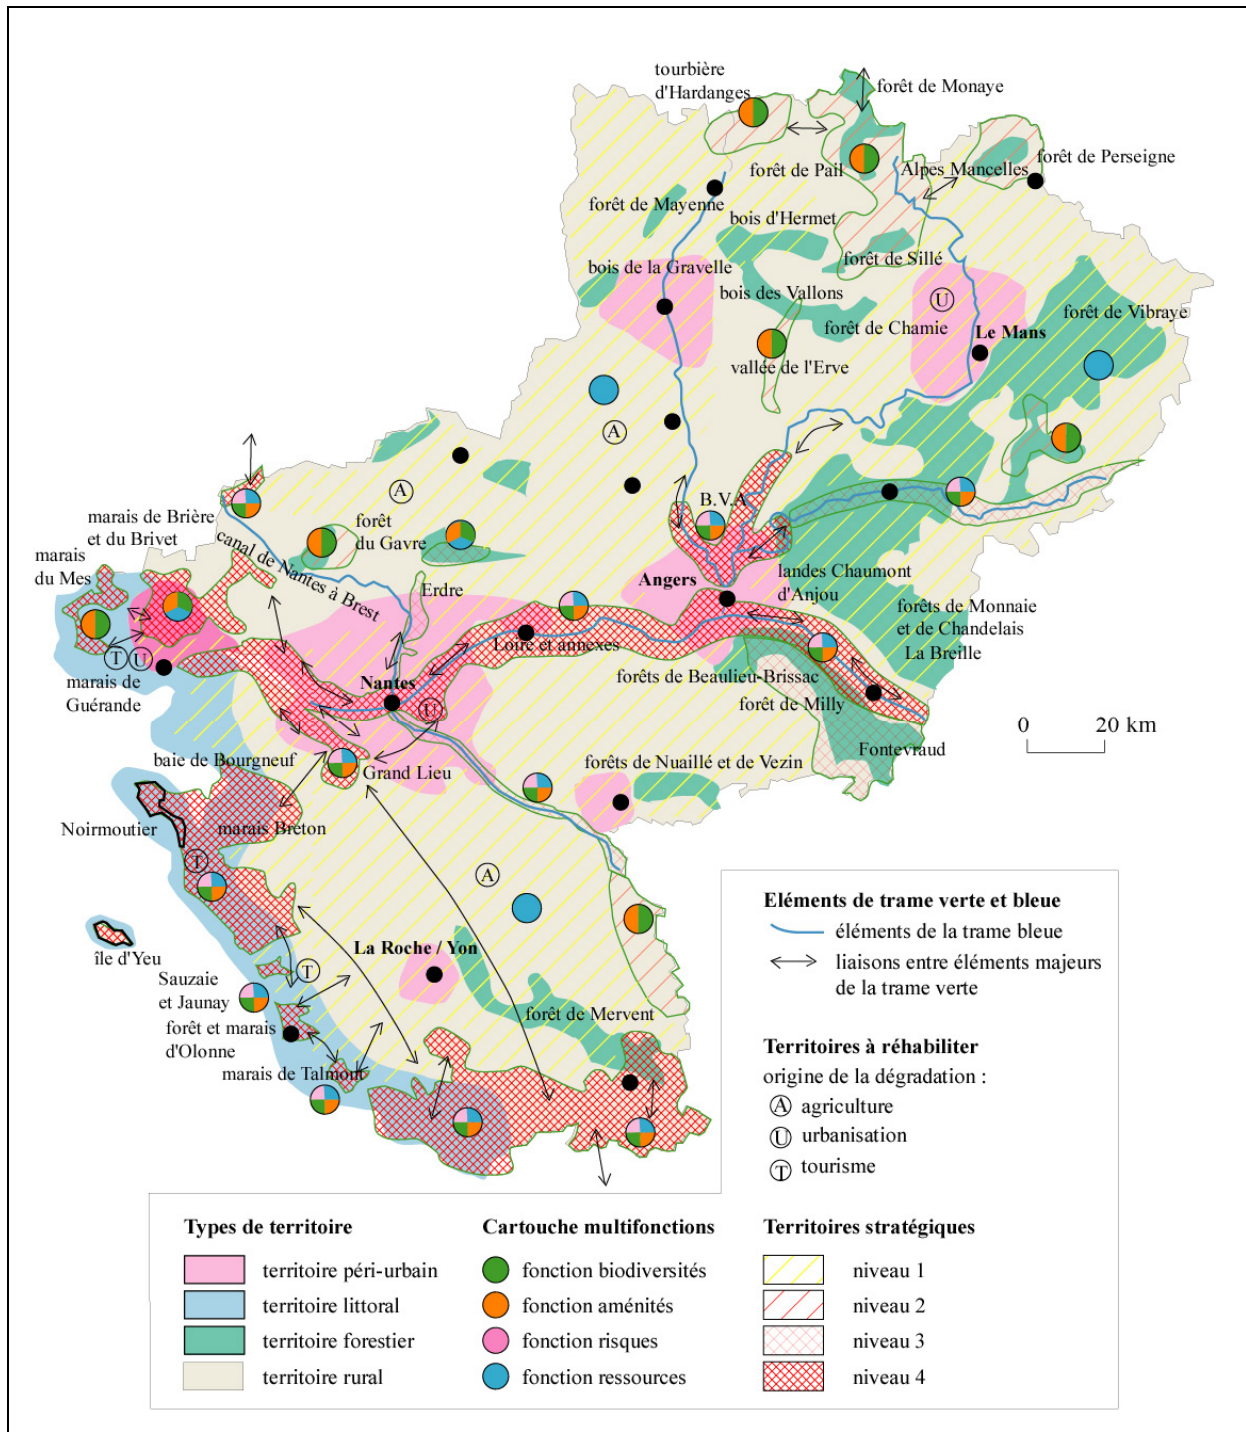 tourbière
d'Hardanges
forêt de Monaye
forêt de Perseigne
forêt de Pail
Alpes Mancelles
forêt de Mayenne
bois d'Hermet
forêt de Sillé
bois de la Gravelle
bois des Vallons
U
forêt de Vibraye
forêt de Charnie
Le Mans
vallée de l'Erve
A
A
B.V.A
marais de Brière
et du Brivet
forêt
du Gavre
canal de Nantes à Brest
marais
du Mes
Erdre
Angers
landes Chaumont
d'Anjou
forêts de Monnaie
et de Chandelais
La Breille
Loire et annexes
T
U
marais de
Guérande
Nantes
U
forêts de Beaulieu-Brissac
forêt de Milly
0 20 km
Fontevraud
baie de Bourgneuf
Grand Lieu
forêts de Nuaillé et de Vezin
Noirmoutier
marais Breton
T
A
île d'Yeu
La Roche / Yon
T
Sauzaie
et Jaunay
forêt et marais
d'Olonne
forêt de Mervent
marais de Talmont
Eléments de trame verte et bleue
éléments de la trame bleue
liaisons entre éléments majeurs
de la trame verte
Territoires à réhabiliter
origine de la dégradation :
A agriculture
U urbanisation
T tourisme
Types de territoire
territoire péri-urbain
territoire littoral
territoire forestier
territoire rural
Cartouche multifonctions
fonction biodiversités
fonction aménités
fonction risques
fonction ressources
Territoires stratégiques
niveau 1
niveau 2
niveau 3
niveau 4